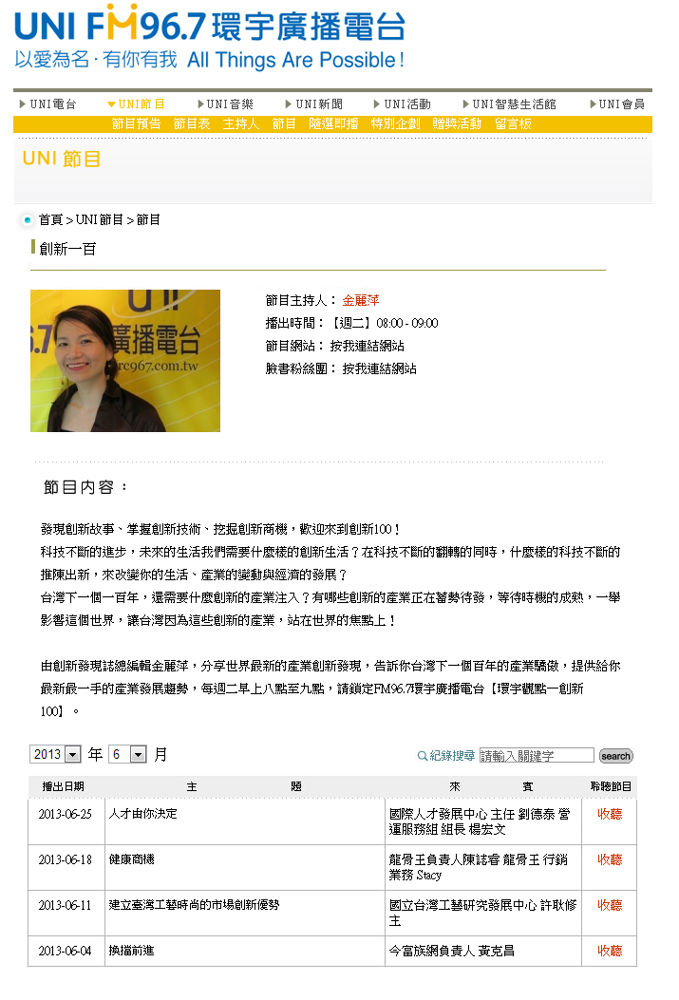 UNI FM96.7 環宇廣播電台
以愛為名·有你有我 All Things Are Possible!
UNI電台 UNI節目 UNI音樂 UNI新聞 UNI活動 UNI智慧生活館 UNI會員
節目預告 節目表 主持人 節目 隨選即播 特別企劃 贈獎活動 留言板
UNI 節目
首頁 > UNI 節目 > 節目
創新一百
uni
6.7 廣播電台
rc967.com.tw
節目主持人： 金麗萍
播出時間：【週二】08:00 - 09:00
節目網站： 按我連結網站
臉書粉絲團： 按我連結網站
節目內容：
發現創新故事、掌握創新技術、挖掘創新商機，歡迎來到創新100！
科技不斷的進步，未來的生活我們需要什麼樣的創新生活？在科技不斷的翻轉的同時，什麼樣的科技不斷的
推陳出新，來改變你的生活、產業的變動與經濟的發展？
台灣下一個一百年，還需要什麼創新的產業注入？有哪些創新的產業正在蓄勢待發，等待時機的成熟，一舉
影響這個世界，讓台灣因為這些創新的產業，站在世界的焦點上！
由創新發現誌總編輯金麗萍，分享世界最新的產業創新發現，告訴你台灣下一個百年的產業驕傲，提供給你
最新最一手的產業發展趨勢，每週二早上八點至九點，請鎖定FM96.7環宇廣播電台【環宇觀點—創新
100】。
2013 年 6 月 紀錄搜尋 請輸入關鍵字 search
播出日期 主 題 來 賓 聆聽節目
2013-06-25 人才由你決定 國際人才發展中心 主任 劉德泰 營
運服務組 組長 楊宏文 收聽
2013-06-18 健康商機 龍骨王負責人陳誌睿 龍骨王 行銷
業務 Stacy 收聽
2013-06-11 建立臺灣工藝時尚的市場創新優勢 國立台灣工藝研究發展中心 許耿修
主 收聽
2013-06-04 換擋前進 今富族網負責人 黃克昌 收聽